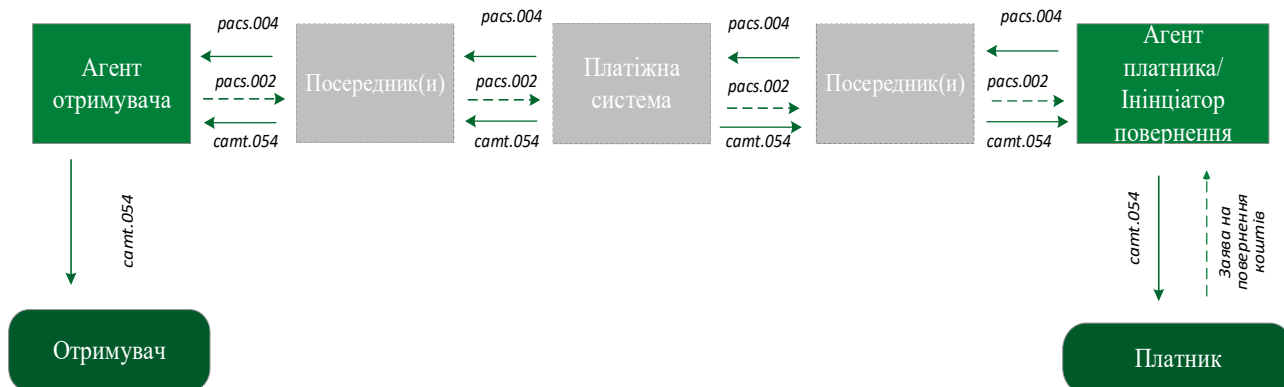 pacs.004
pacs.004
pacs.004
pacs.004
Агент
отримувача
pacs.002
camt.054
Посередник(и)
pacs.002
camt.054
Платіжна
система
pacs.002
camt.054
Посередник(и)
pacs.002
camt.054
Агент
платника/
Інінціатор
повернення
camt.054
camt.054
Заява на
повернення
коштів
Отримувач
Платник